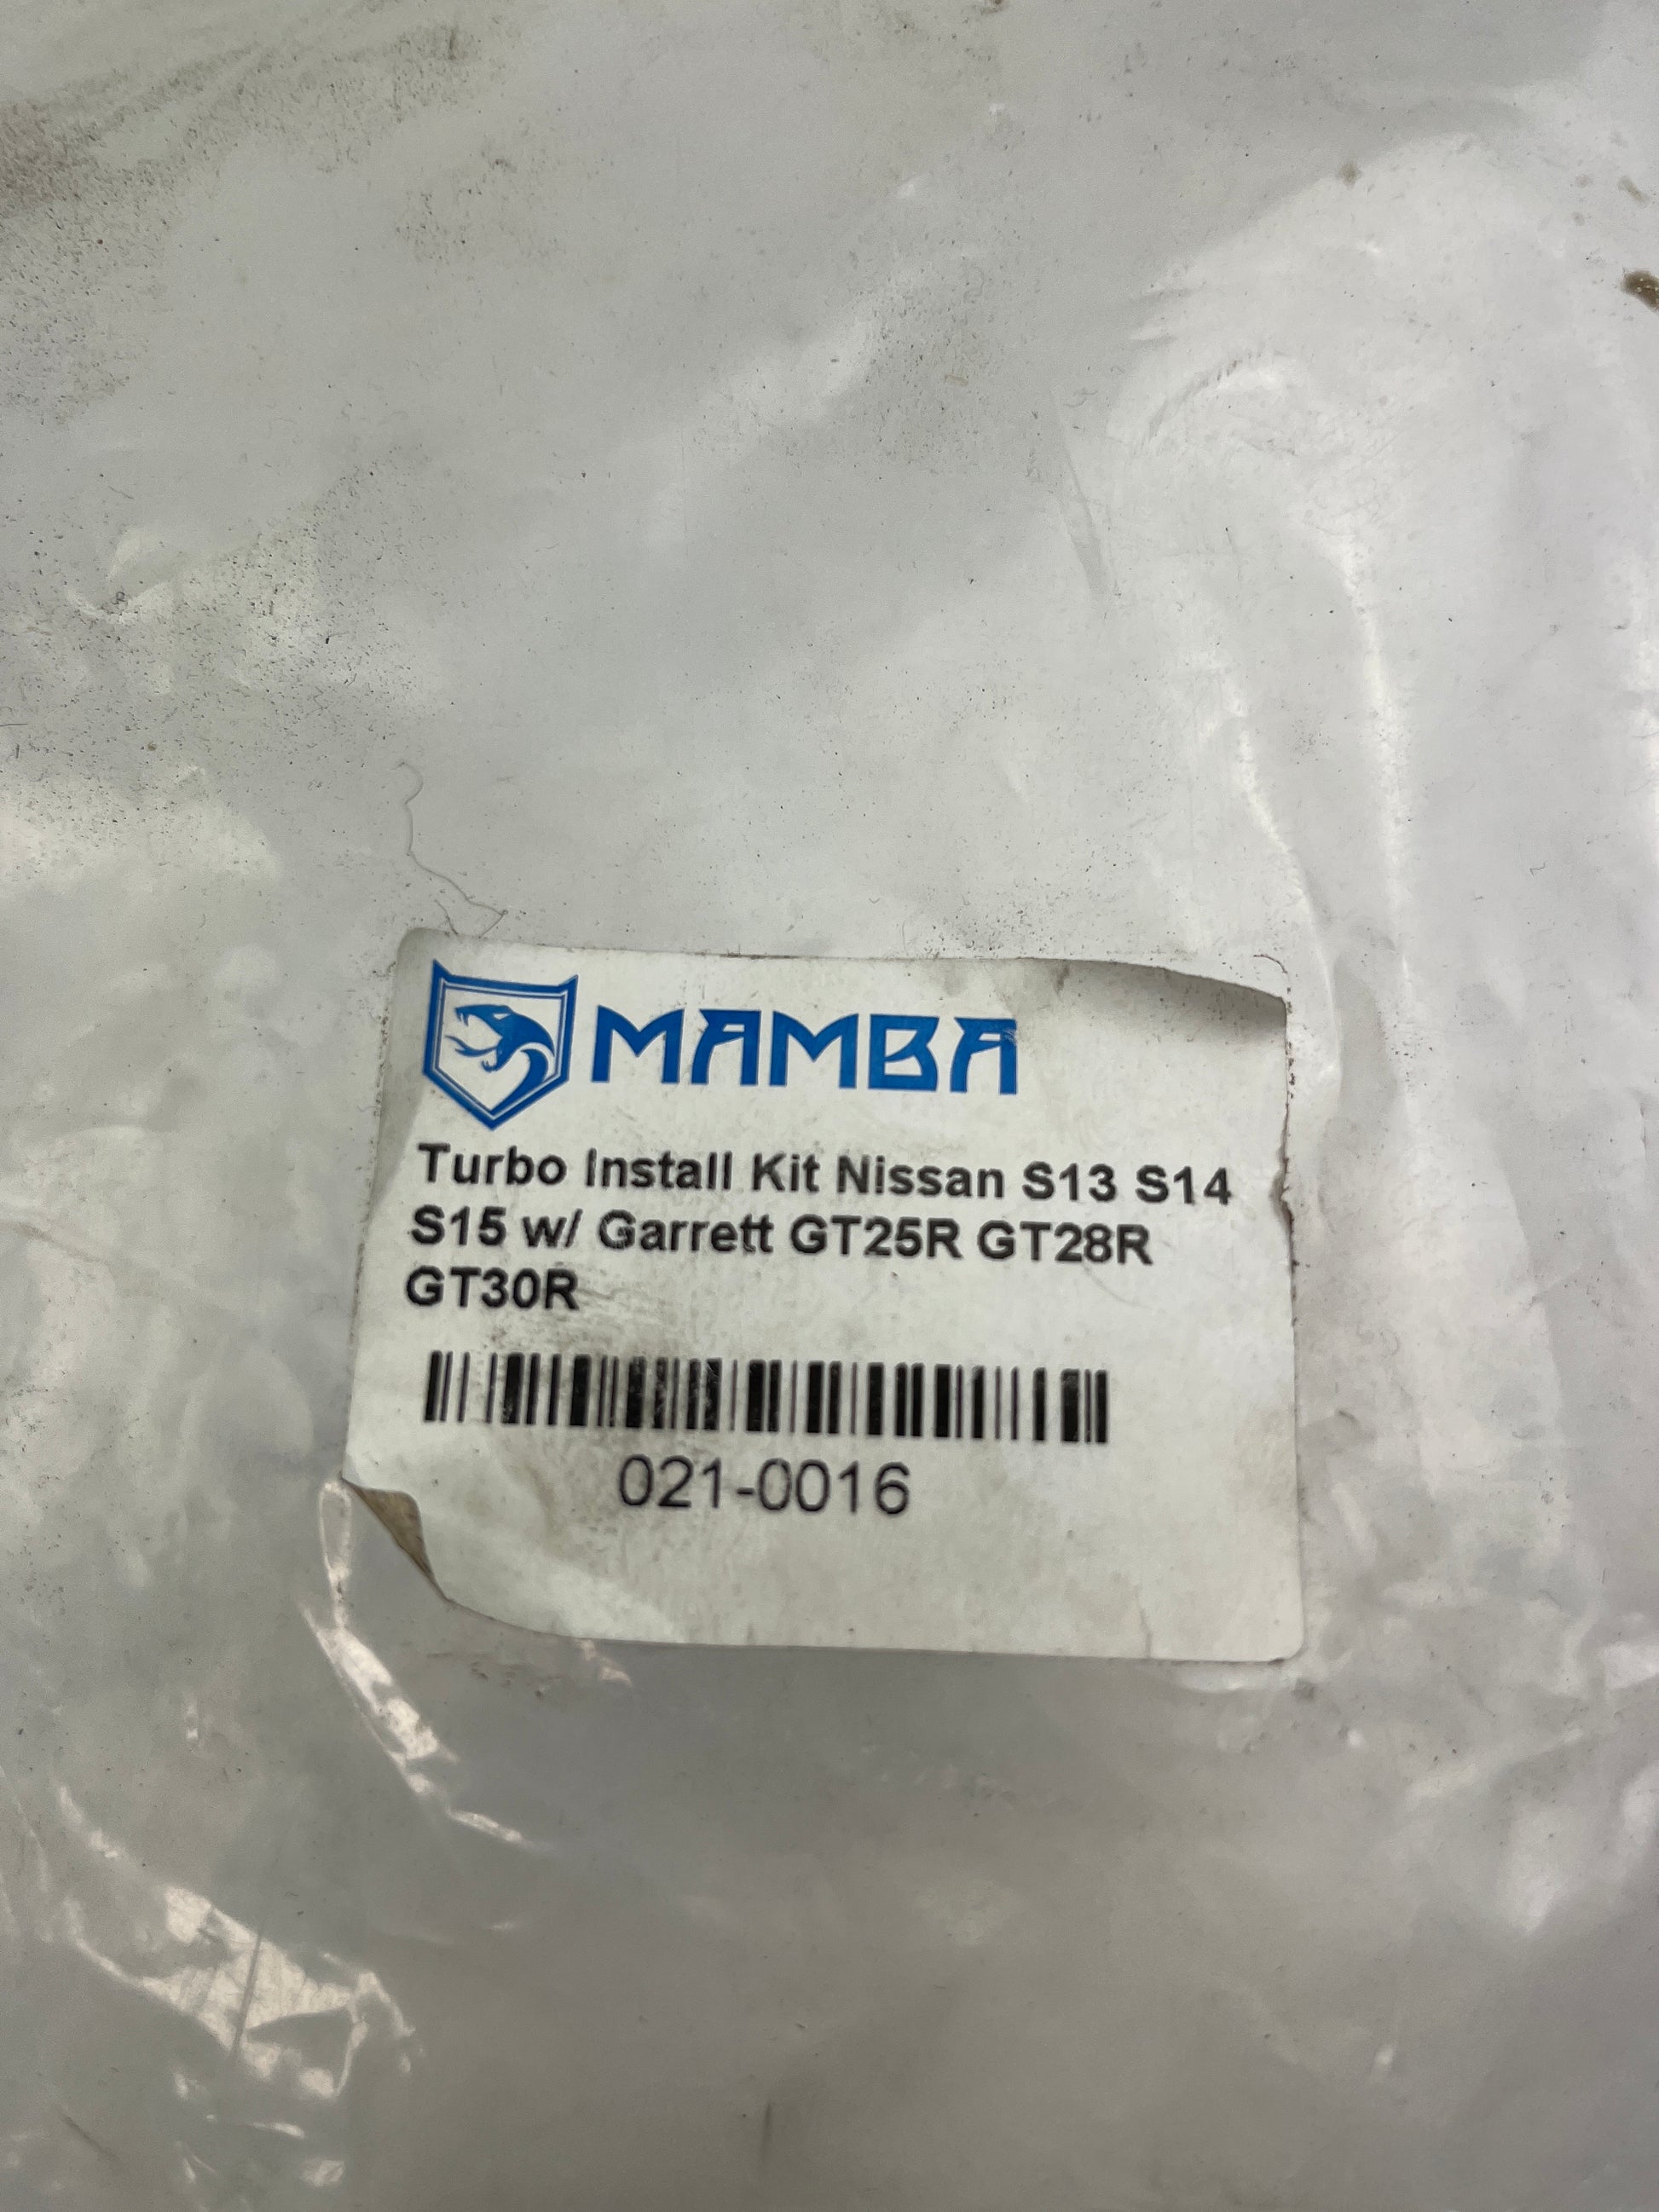 MAMBA
Turbo Install Kit Nissan S13 S14
S15 w/ Garrett GT25R GT28R
GT30R
021-0016